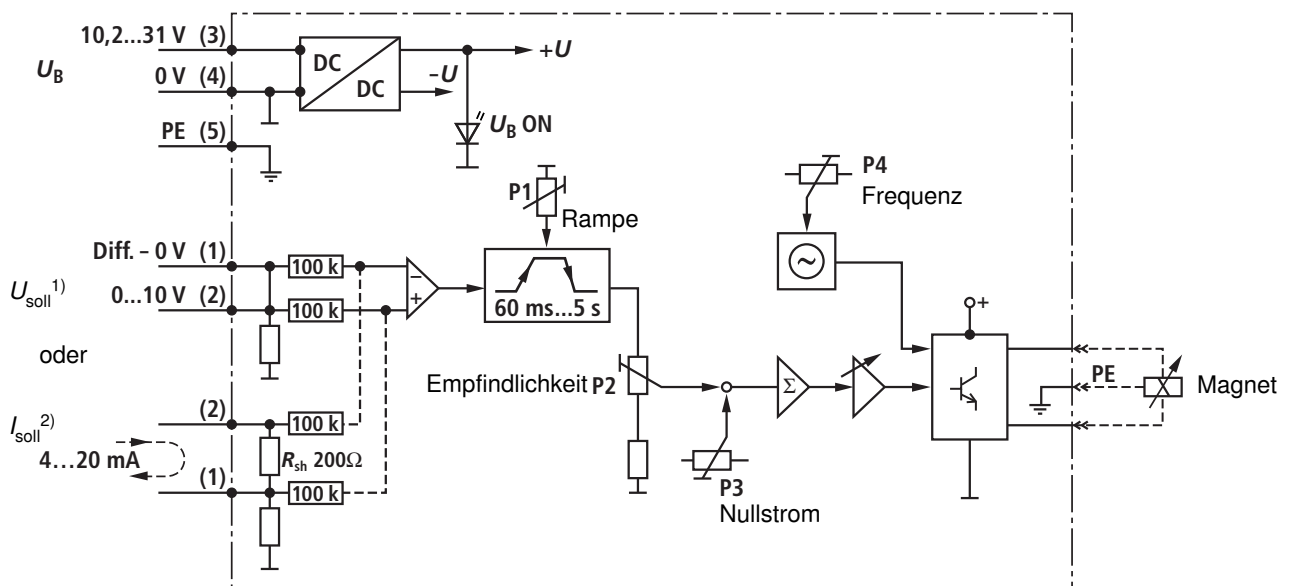 10,2...31 V (3)
U_B
0 V (4)
PE (5)
DC
DC
+U
–U
U_B ON
P1
Rampe
P4
Frequenz
Diff. – 0 V (1)
100 k
U_soll 1)
0...10 V (2)
100 k
–
+
60 ms...5 s
~
+
oder
Empfindlichkeit P2
Σ
PE
Magnet
I_soll 2)
(2)
100 k
4...20 mA
R_sh 200Ω
(1)
100 k
P3
Nullstrom